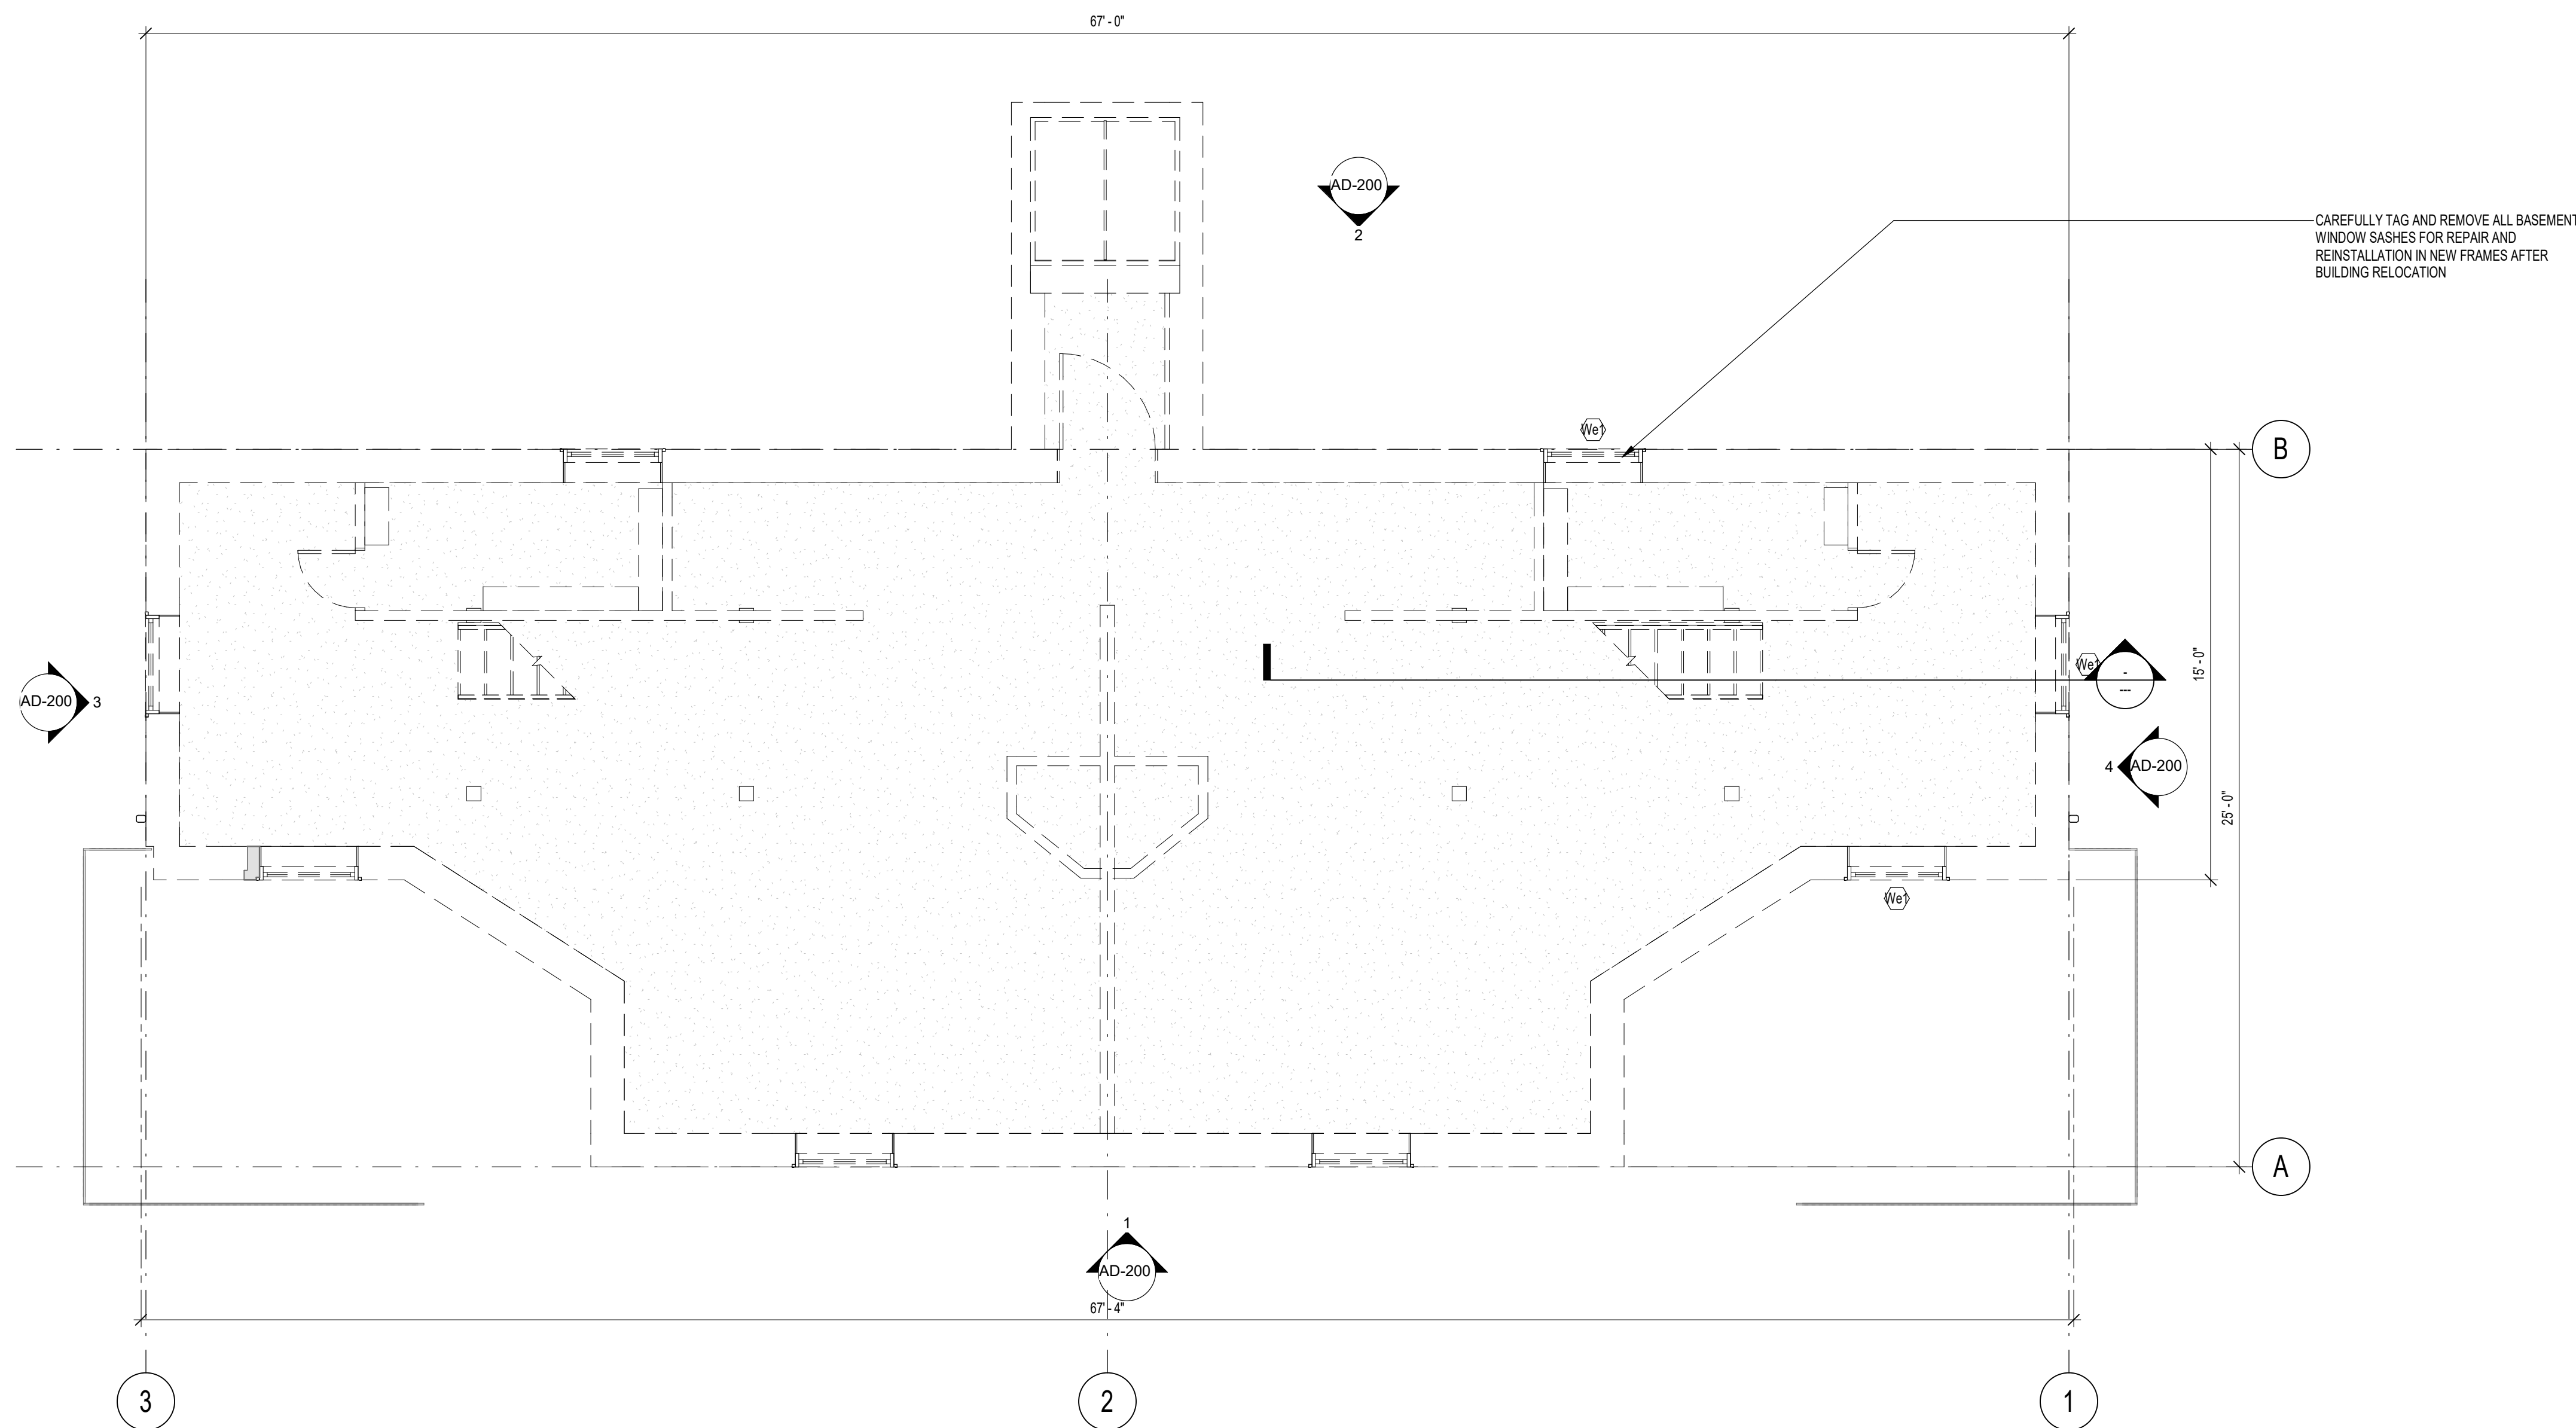 67' - 0"
AD-200
2
CAREFULLY TAG AND REMOVE ALL BASEMENT
WINDOW SASHES FOR REPAIR AND
REINSTALLATION IN NEW FRAMES AFTER
BUILDING RELOCATION
We1
B
We1
-
---
15' - 0"
AD-200
3
4
AD-200
25' - 0"
We1
A
1
AD-200
67' - 4"
3
2
1